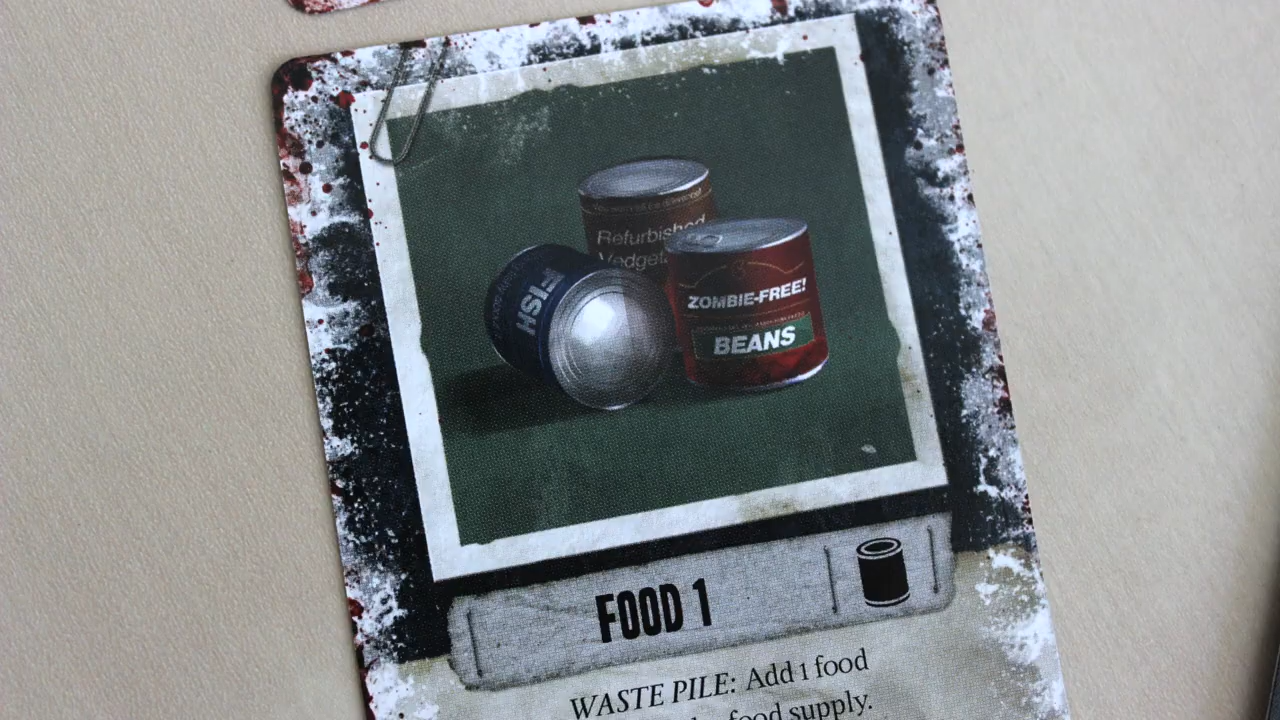 Refurbished
Vedget
FISH
ZOMBIE-FREE!
BEANS
FOOD 1
WASTE PILE: Add 1 food
food supply.